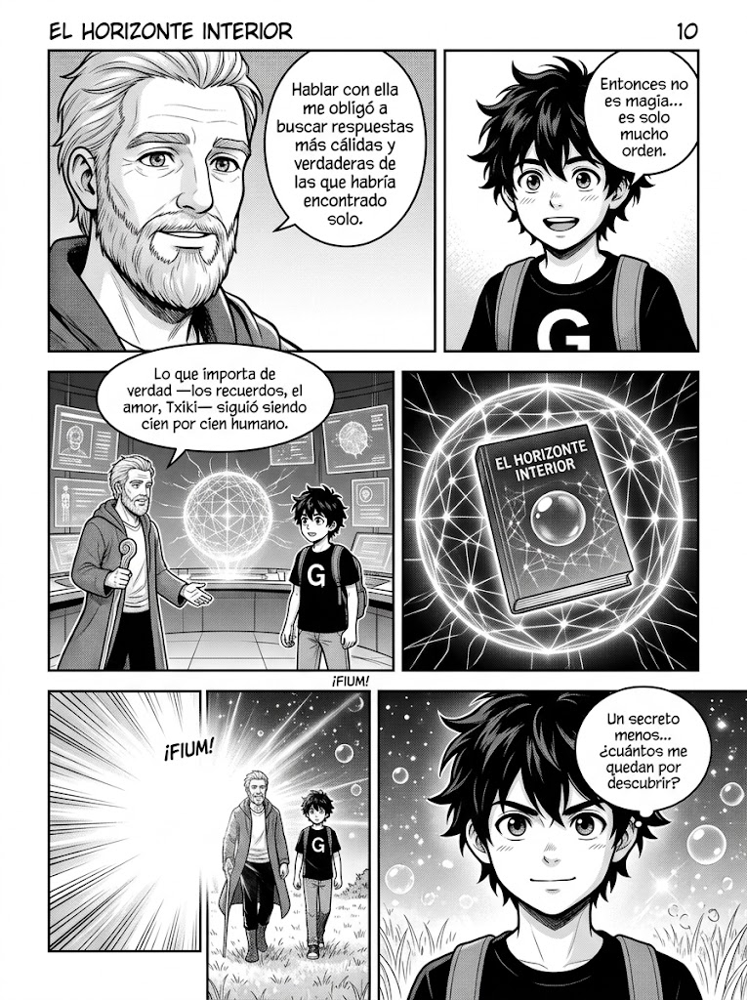 EL HORIZONTE INTERIOR
10
Hablar con ella
me obligó a
buscar respuestas
más cálidas y
verdaderas de
las que habría
encontrado
solo.
Entonces no
es magia...
es solo
mucho
orden.
G
Lo que importa de
verdad —los recuerdos, el
amor, Txiki— siguió siendo
cien por cien humano.
G
EL HORIZONTE
INTERIOR
¡FIUM!
¡FIUM!
G
Un secreto
menos...
¿cuántos me
quedan por
descubrir?